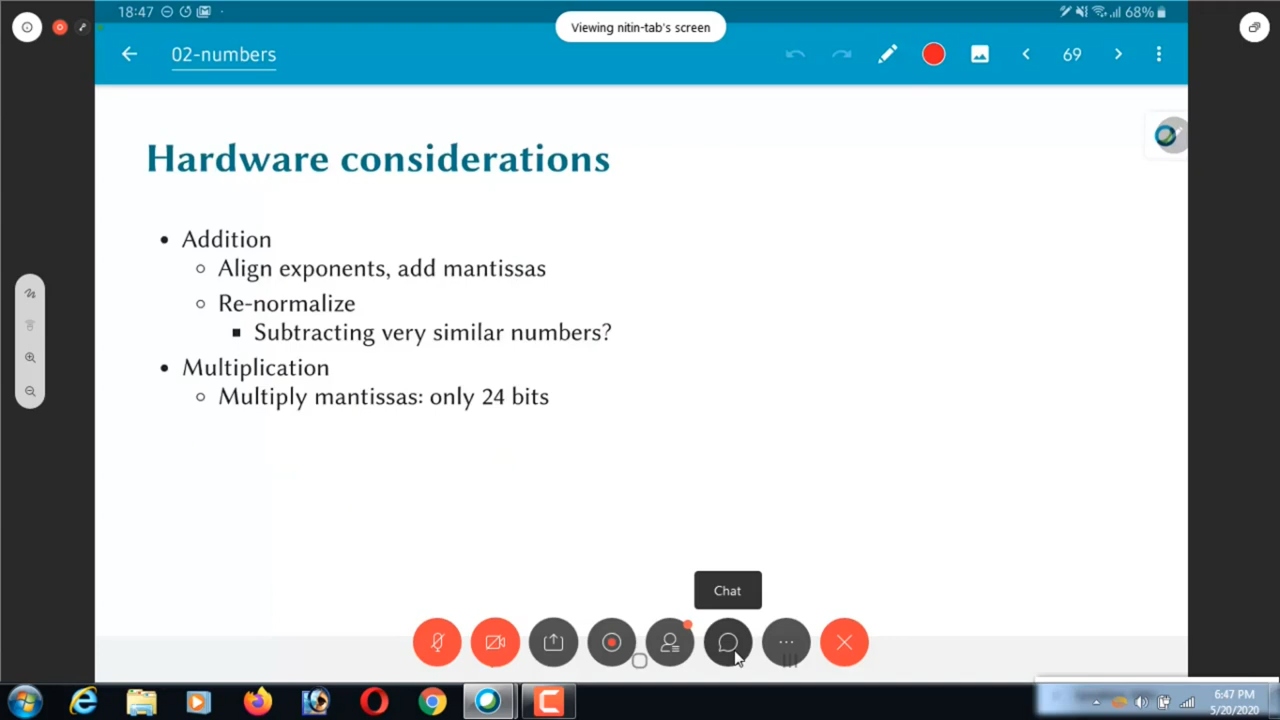 18:47
68%
Viewing nitin-tab's screen
02-numbers
69
Hardware considerations
• Addition
Align exponents, add mantissas
Re-normalize
Subtracting very similar numbers?
• Multiplication
Multiply mantissas: only 24 bits
Chat
6:47 PM
5/20/2020